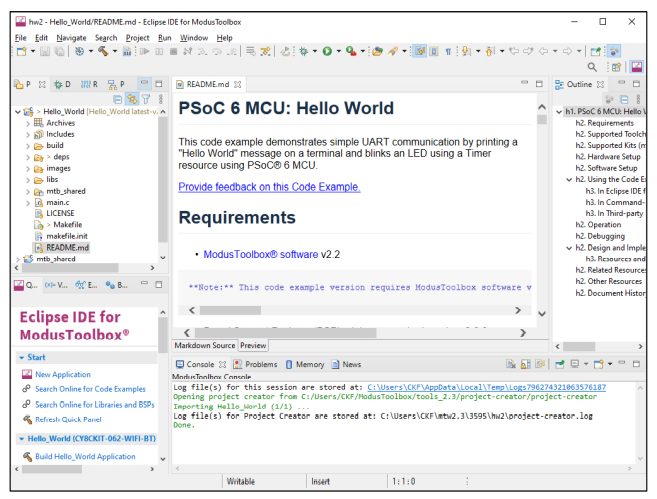 hw2 - Hello_World/README.md - Eclipse IDE for ModusToolbox
File Edit Navigate Search Project Run Window Help
P D R P
Hello_World [Hello_World latest-v
Archives
Includes
build
deps
images
libs
mtb_shared
main.c
LICENSE
Makefile
makefile.init
README.md
mtb_shared
README.md
PSoC 6 MCU: Hello World
This code example demonstrates simple UART communication by printing a
"Hello World" message on a terminal and blinks an LED using a Timer
resource using PSoC® 6 MCU.
Provide feedback on this Code Example.
Requirements
• ModusToolbox® software v2.2
**Note:** This code example version requires ModusToolbox software v
Markdown Source Preview
Outline
h1. PSoC 6 MCU: Hello W
h2. Requirements
h2. Supported Toolch
h2. Supported Kits (m
h2. Hardware Setup
h2. Software Setup
h2. Using the Code E
h3. In Eclipse IDE f
h3. In Command-
h3. In Third-party
h2. Operation
h2. Debugging
h2. Design and Imple
h3. Resources and
h2. Related Resources
h2. Other Resources
h2. Document Histor
Q... V... E... B...
Eclipse IDE for
ModusToolbox®
Start
New Application
Search Online for Code Examples
Search Online for Libraries and BSPs
Refresh Quick Panel
Hello_World (CY8CKIT-062-WIFI-BT)
Build Hello_World Application
Console Problems Memory News
ModusToolbox Console
Log file(s) for this session are stored at: C:\Users\CKF\AppData\Local\Temp\Logs796274321063576187
Opening project creator from C:/Users/CKF/ModusToolbox/tools_2.3/project-creator/project-creator
Importing Hello_World (1/1) ...
Log file(s) for Project Creator are stored at: C:\Users\CKF\mtw2.3\3595\hw2\project-creator.log
Done.
Writable Insert 1:1:0